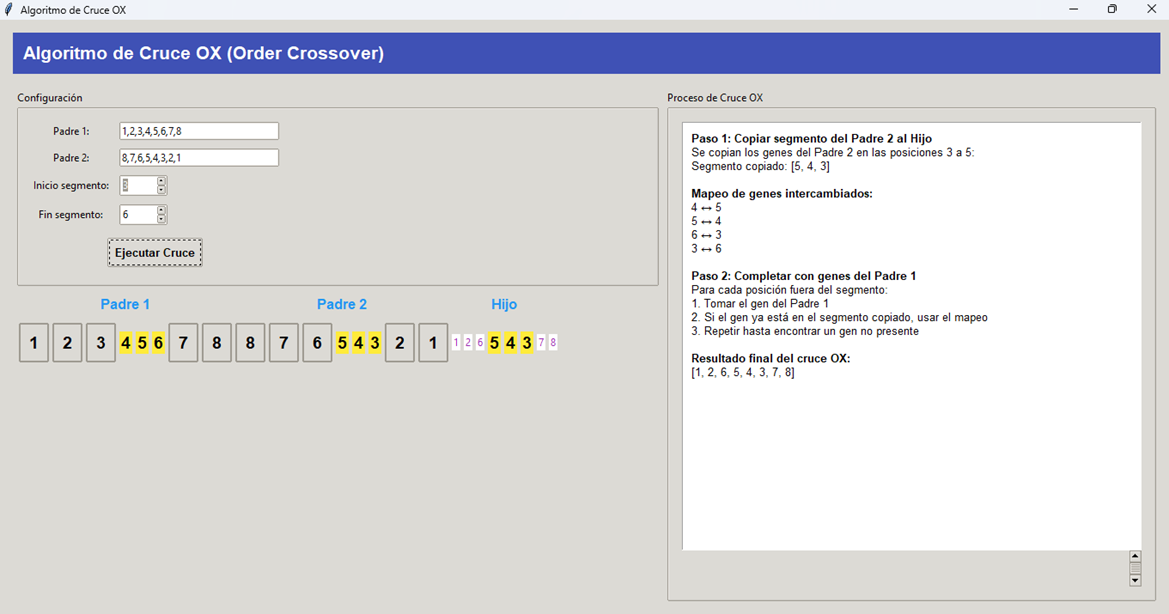 Algoritmo de Cruce OX
Algoritmo de Cruce OX (Order Crossover)
Configuración
Padre 1: 1,2,3,4,5,6,7,8
Padre 2: 8,7,6,5,4,3,2,1
Inicio segmento: 3
Fin segmento: 6
Ejecutar Cruce
Padre 1 Padre 2 Hijo
1 2 3 4 5 6 7 8 8 7 6 5 4 3 2 1 1 2 6 5 4 3 7 8
Proceso de Cruce OX
Paso 1: Copiar segmento del Padre 2 al Hijo
Se copian los genes del Padre 2 en las posiciones 3 a 5:
Segmento copiado: [5, 4, 3]
Mapeo de genes intercambiados:
4 ↔ 5
5 ↔ 4
6 ↔ 3
3 ↔ 6
Paso 2: Completar con genes del Padre 1
Para cada posición fuera del segmento:
1. Tomar el gen del Padre 1
2. Si el gen ya está en el segmento copiado, usar el mapeo
3. Repetir hasta encontrar un gen no presente
Resultado final del cruce OX:
[1, 2, 6, 5, 4, 3, 7, 8]